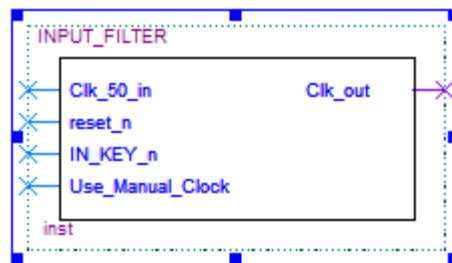 INPUT_FILTER
Clk_50_in Clk_out
reset_n
IN_KEY_n
Use_Manual_Clock
inst